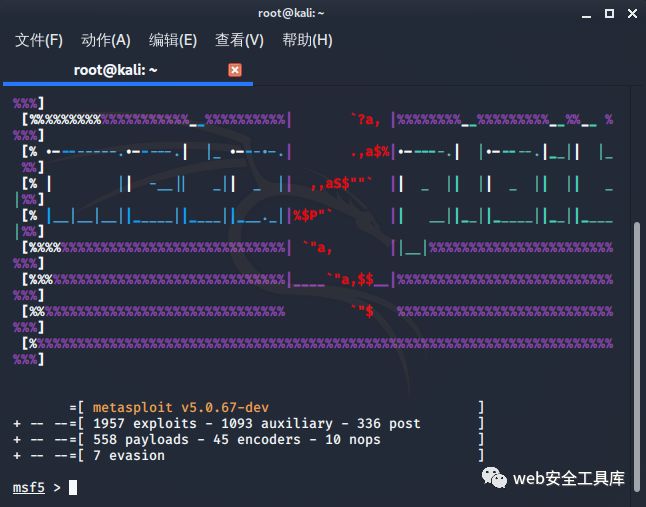 root@kali: ~
文件(F) 动作(A) 编辑(E) 查看(V) 帮助(H)
root@kali: ~
=[ metasploit v5.0.67-dev ]
+ -- --=[ 1957 exploits - 1093 auxiliary - 336 post ]
+ -- --=[ 558 payloads - 45 encoders - 10 nops ]
+ -- --=[ 7 evasion ]
msf5 >
web安全工具库